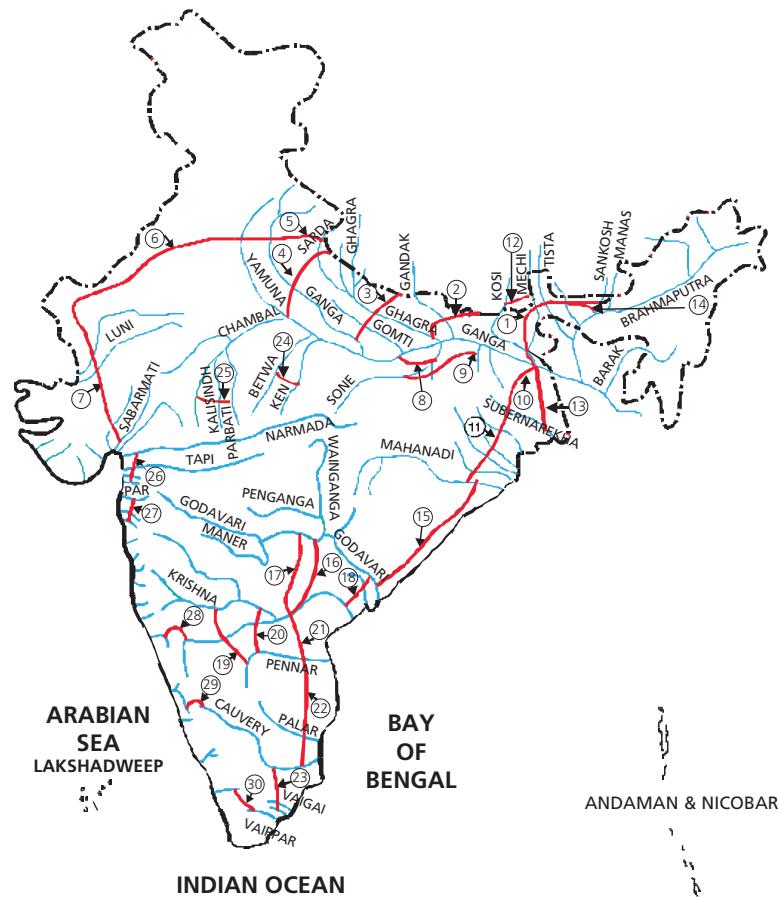 5
6
SARDA
GHAGRA
4
YAMUNA
GANGA
3
GHAGRA
GOMTI
GANDAK
2
GANGA
KOSI
12
MECHI
TISTA
1
SANKOSH
MANAS
14
BRAHMAPUTRA
LUNI
CHAMBAL
7
SABARMATI
25
KALISINDH
PARBATI
BETWA
24
KEN
SONE
8
9
10
13
BARAK
SUBERNAREKHA
11
NARMADA
MAHANADI
26
TAPI
PAR
27
WAINGANGA
PENGANGA
GODAVARI
MANER
15
GODAVARI
17
16
18
KRISHNA
28
20
21
19
PENNAR
29
22
CAUVERY
PALAR
ARABIAN
SEA
LAKSHADWEEP
BAY
OF
BENGAL
23
30
VAIGAI
VAIPPAR
ANDAMAN & NICOBAR
INDIAN OCEAN